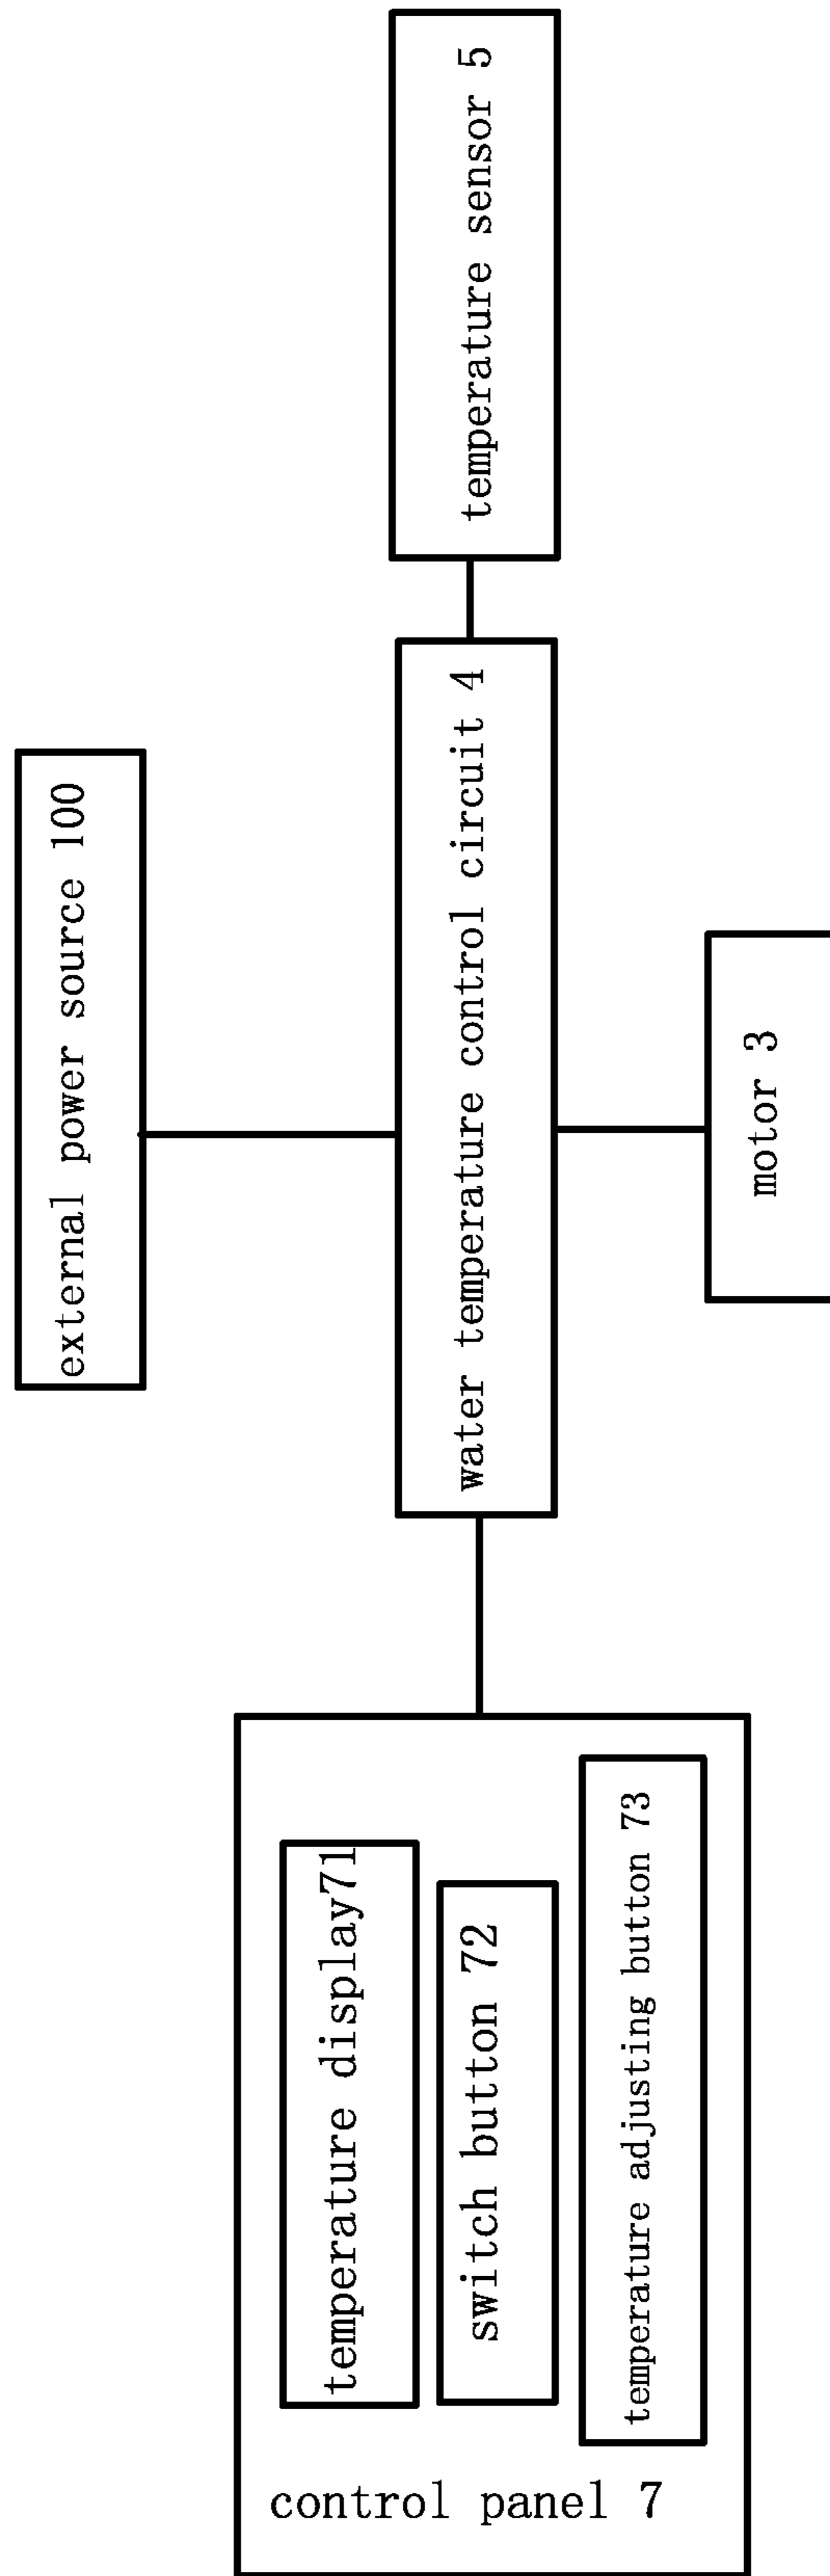 external power source 100
temperature sensor 5
water temperature control circuit 4
motor 3
temperature display71
switch button 72
temperature adjusting button 73
control panel 7